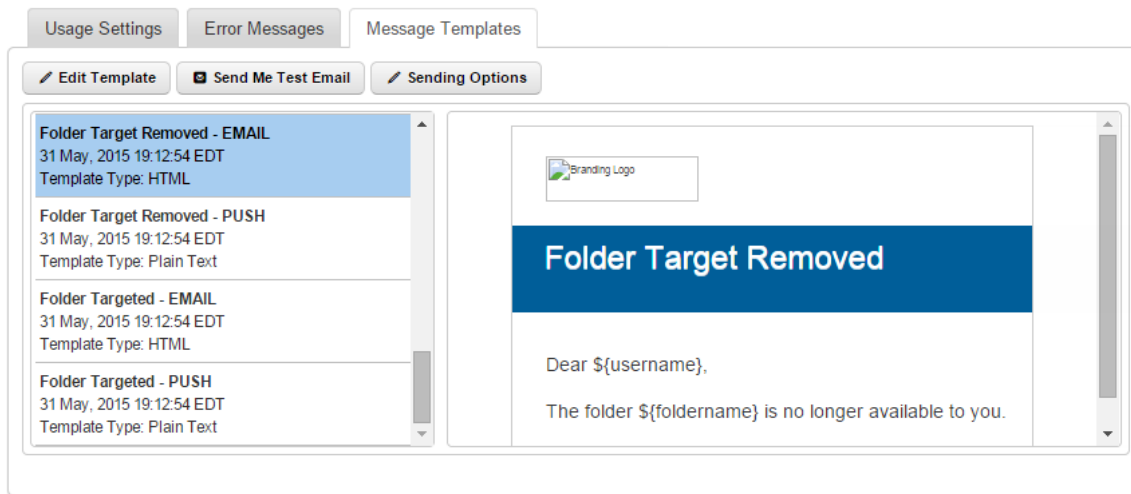 Usage Settings
Error Messages
Message Templates
Edit Template
Send Me Test Email
Sending Options
Folder Target Removed - EMAIL
31 May, 2015 19:12:54 EDT
Template Type: HTML
Folder Target Removed - PUSH
31 May, 2015 19:12:54 EDT
Template Type: Plain Text
Folder Targeted - EMAIL
31 May, 2015 19:12:54 EDT
Template Type: HTML
Folder Targeted - PUSH
31 May, 2015 19:12:54 EDT
Template Type: Plain Text
Branding Logo
Folder Target Removed
Dear ${username},
The folder ${foldername} is no longer available to you.